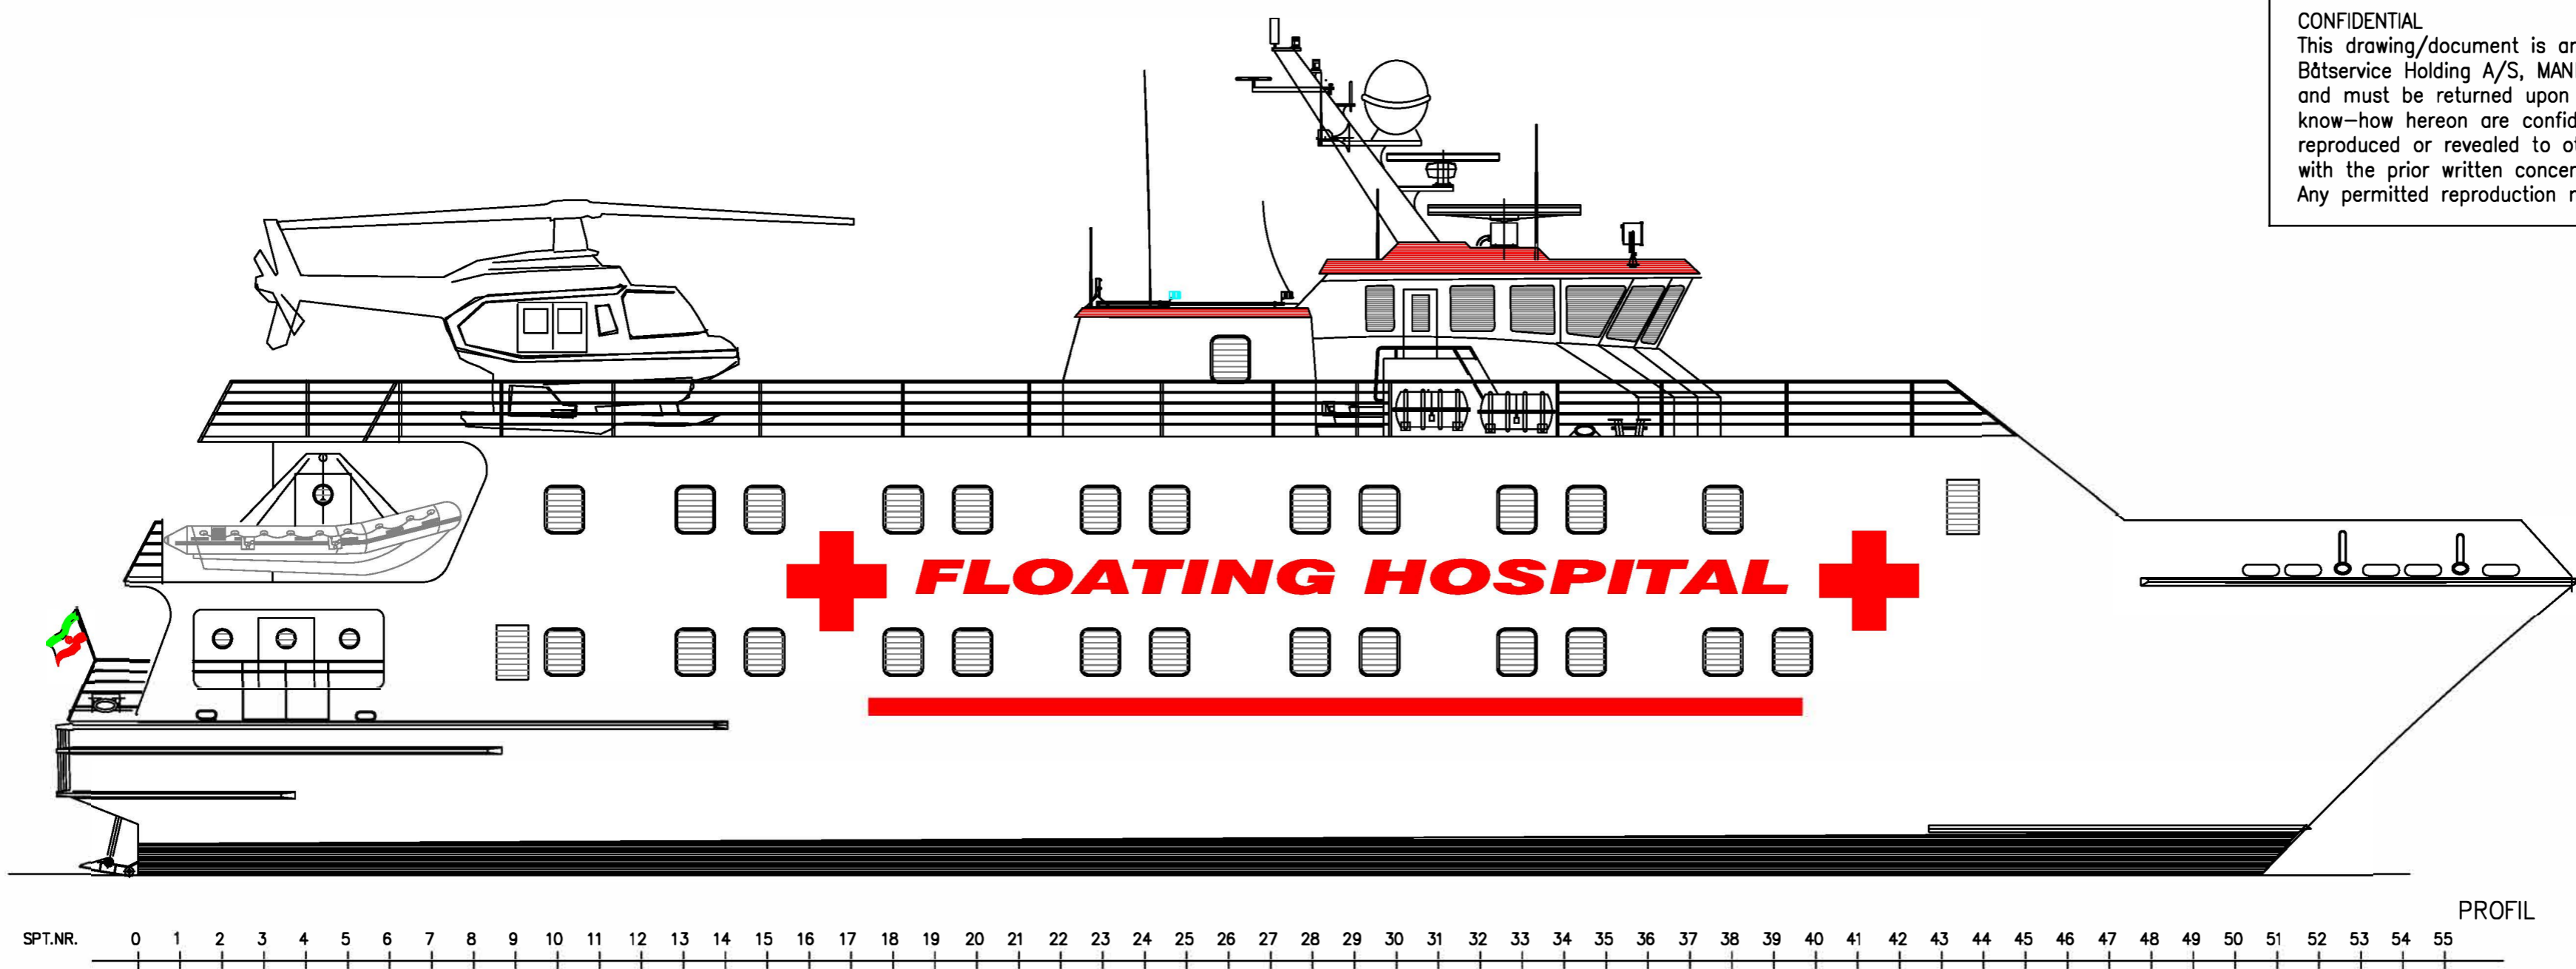 CONFIDENTIAL
This drawing/document is
Båtservice Holding A/S,
and must be returned upon
know-how hereon are
reproduced or revealed to
with the prior written
Any permitted reproduction
FLOATING HOSPITAL
PROFIL
SPT.NR. 0 1 2 3 4 5 6 7 8 9 10 11 12 13 14 15 16 17 18 19 20 21 22 23 24 25 26 27 28 29 30 31 32 33 34 35 36 37 38 39 40 41 42 43 44 45 46 47 48 49 50 51 52 53 54 55